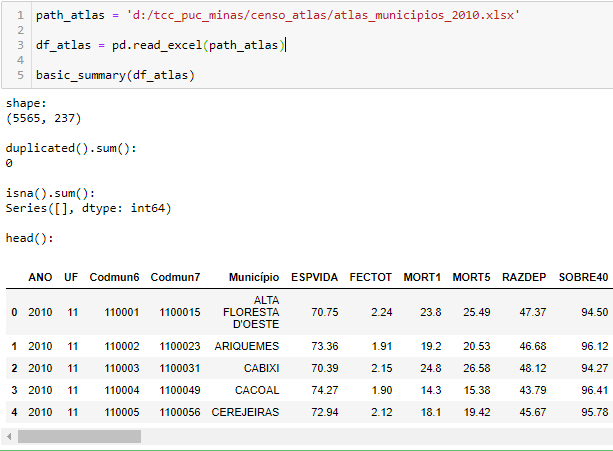 1 path_atlas = 'd:/tcc_puc_minas/censo_atlas/atlas_municipios_2010.xlsx'
2
3 df_atlas = pd.read_excel(path_atlas)
4
5 basic_summary(df_atlas)
shape:
(5565, 237)
duplicated().sum():
0
isna().sum():
Series([], dtype: int64)
head():
ANO UF Codmun6 Codmun7 Município ESPVIDA FECTOT MORT1 MORT5 RAZDEP SOBRE40
0 2010 11 110001 1100015 ALTA FLORESTA D'OESTE 70.75 2.24 23.8 25.49 47.37 94.50
1 2010 11 110002 1100023 ARIQUEMES 73.36 1.91 19.2 20.53 46.68 96.12
2 2010 11 110003 1100031 CABIXI 70.39 2.15 24.8 26.58 48.12 94.27
3 2010 11 110004 1100049 CACOAL 74.27 1.90 14.3 15.38 43.79 96.41
4 2010 11 110005 1100056 CEREJEIRAS 72.94 2.12 18.1 19.42 45.67 95.78